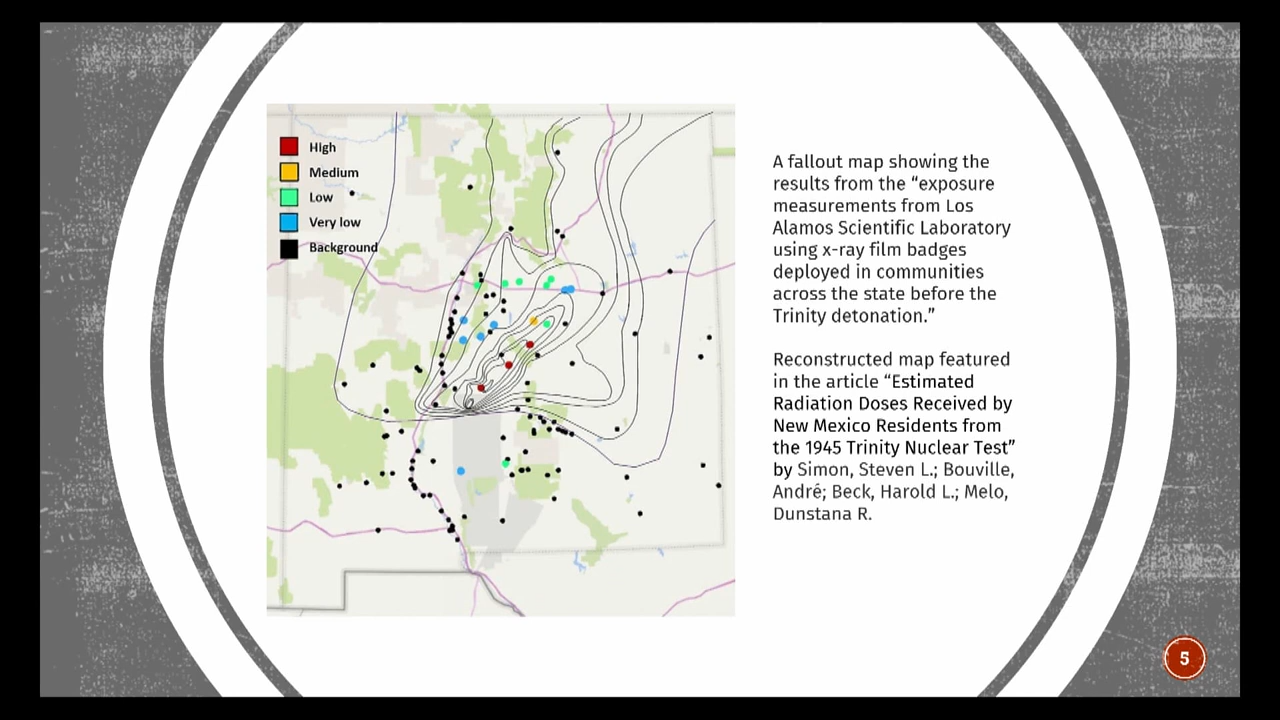 High
Medium
Low
Very low
Background
A fallout map showing the
results from the “exposure
measurements from Los
Alamos Scientific Laboratory
using x-ray film badges
deployed in communities
across the state before the
Trinity detonation.”
Reconstructed map featured
in the article “Estimated
Radiation Doses Received by
New Mexico Residents from
the 1945 Trinity Nuclear Test”
by Simon, Steven L.; Bouville,
André; Beck, Harold L.; Melo,
Dunstana R.
5